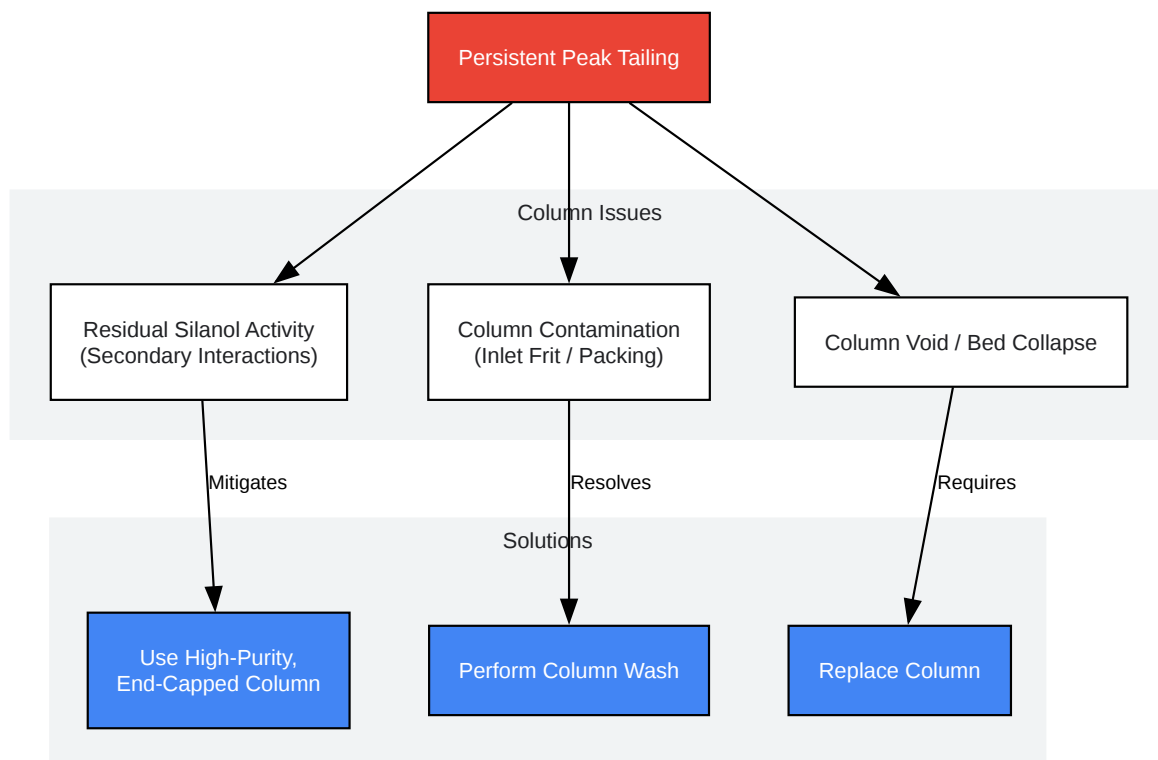 Persistent Peak Tailing
Column Issues
Residual Silanol Activity
(Secondary Interactions)
Column Contamination
(Inlet Frit / Packing)
Column Void / Bed Collapse
Mitigates
Resolves
Requires
Solutions
Use High-Purity,
End-Capped Column
Perform Column Wash
Replace Column